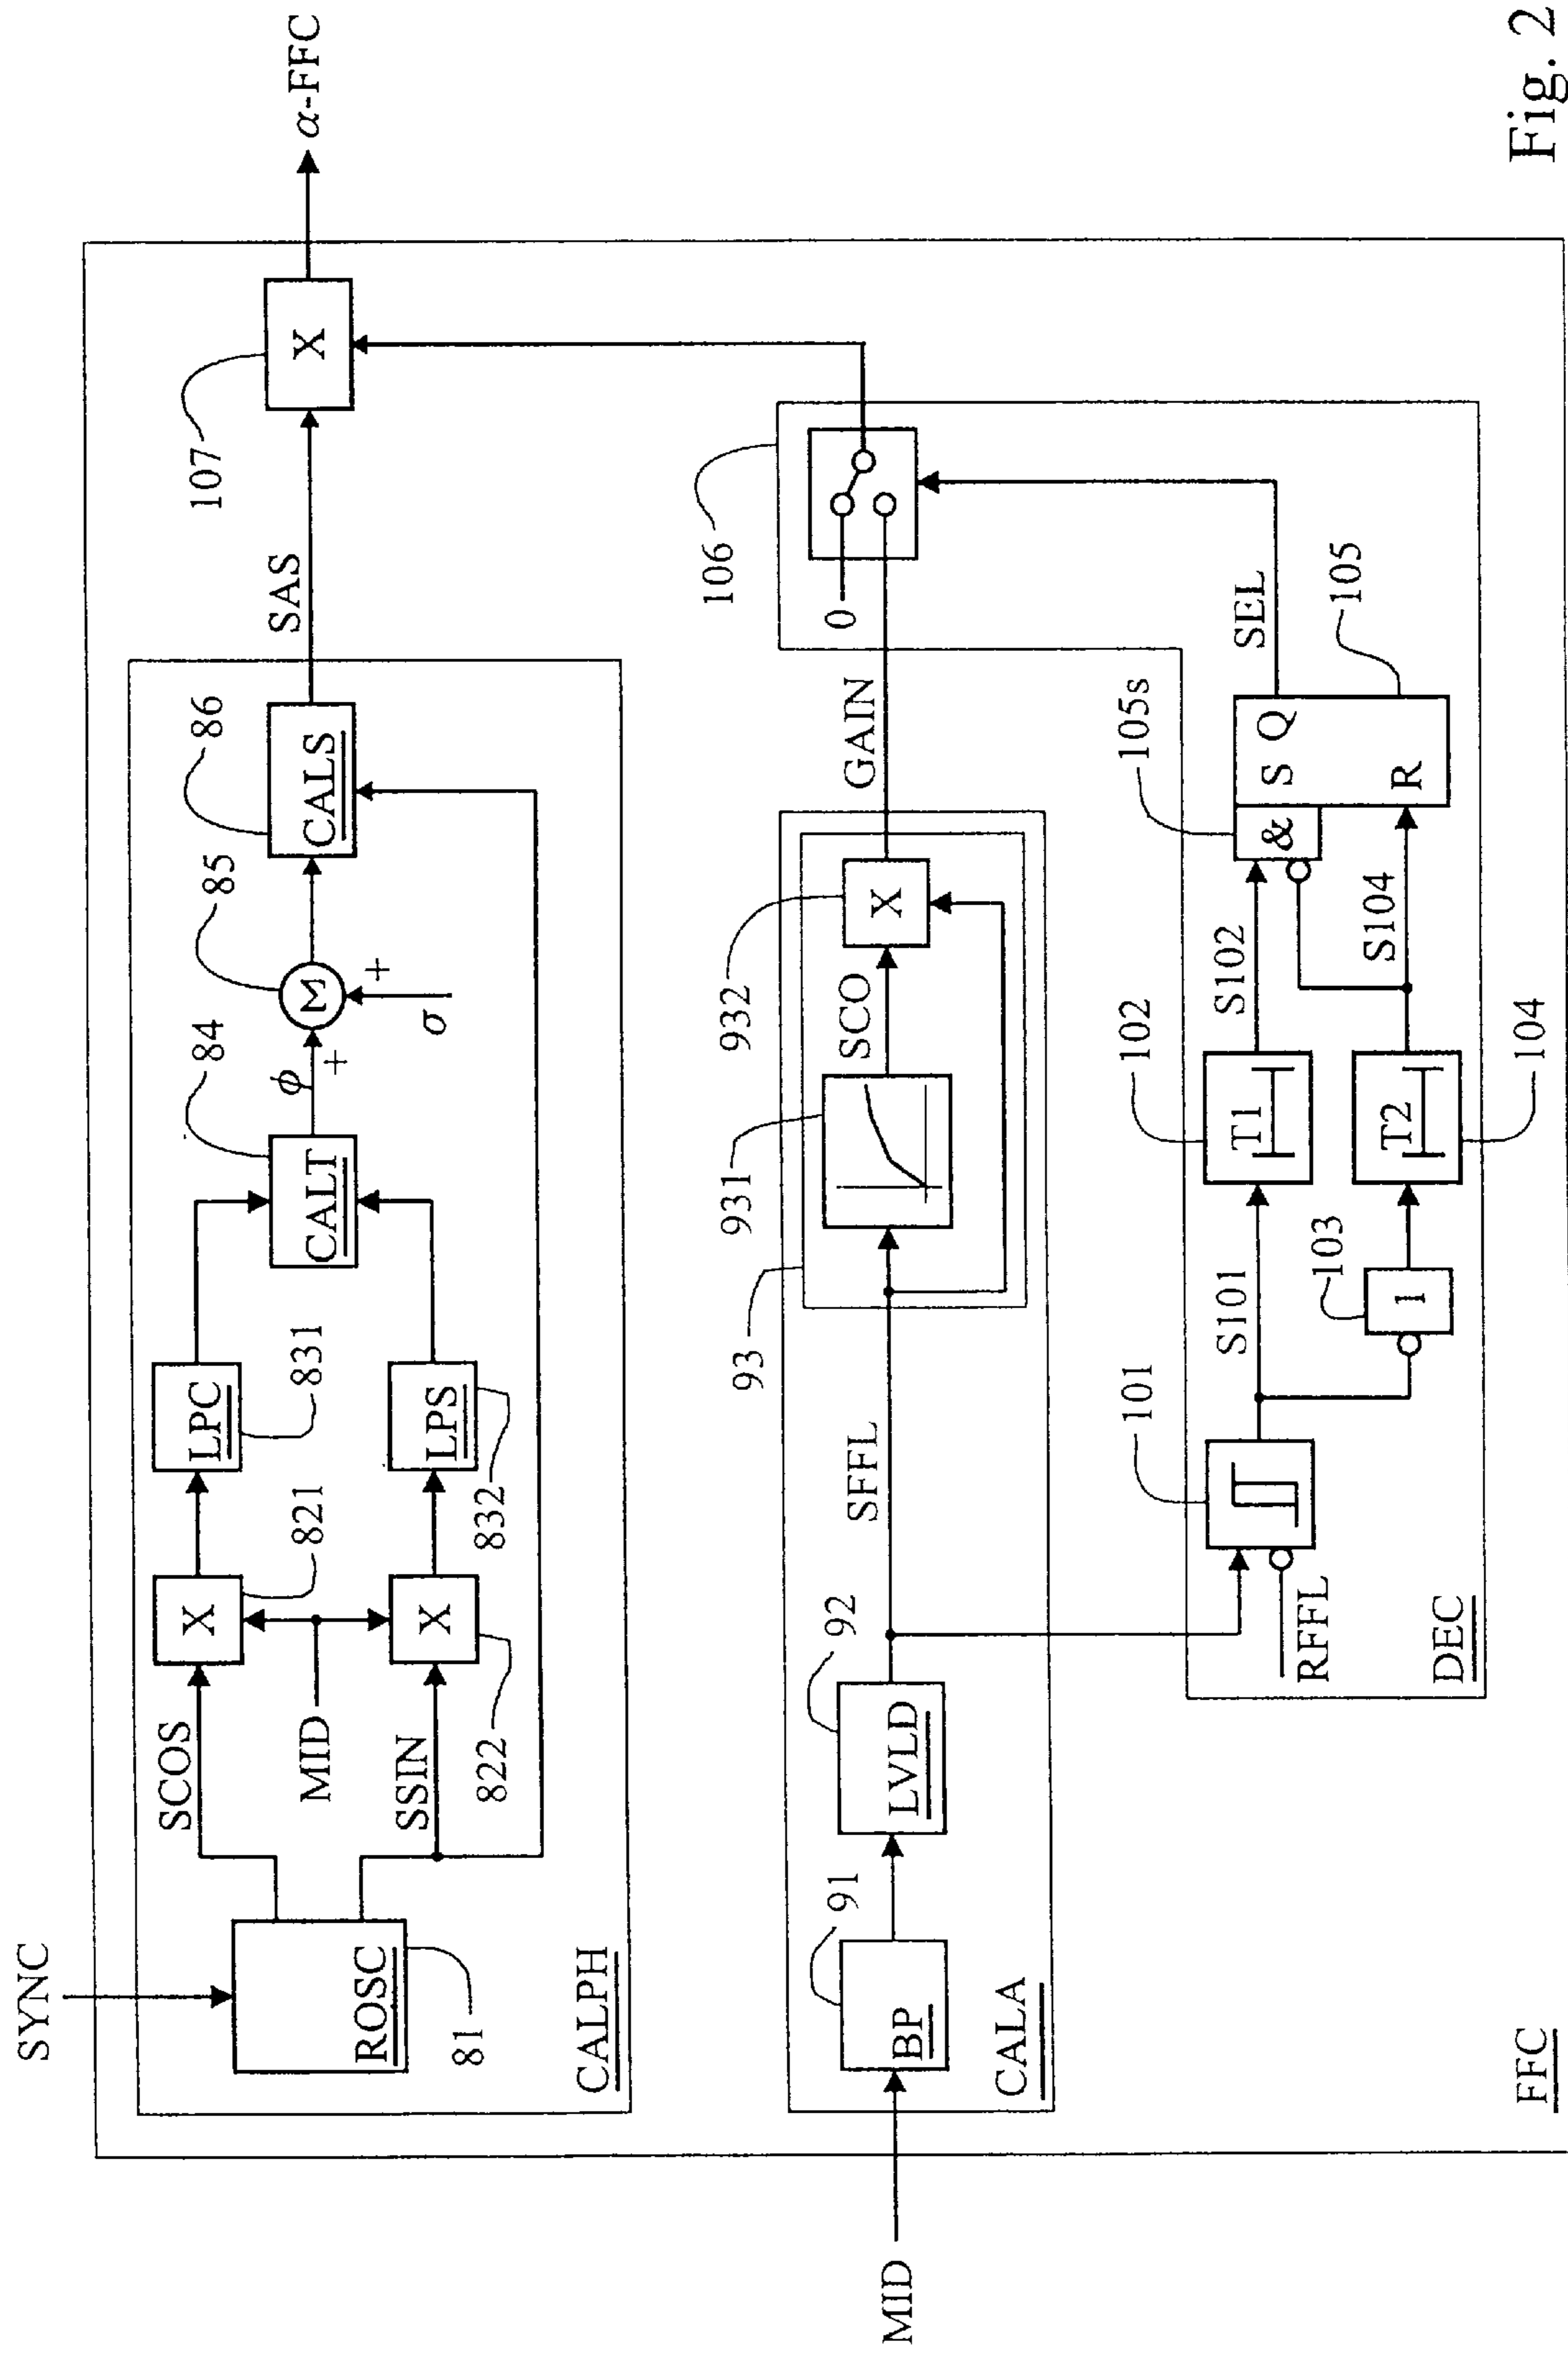 SYNC
ROSC
81
SCOS
MID
SSIN
X
821
X
822
LPC
831
LPS
832
CALT
84
ϕ
+
Σ
+
σ
85
CALS
86
SAS
X
107
α-FFC
CALPH
MID
BP
91
LVLD
92
SFFL
93
931
SCO
X
932
GAIN
0
106
CALA
RFFL
101
S101
103
1
T1
102
T2
104
S102
S104
&
105s
S
Q
R
105
SEL
DEC
FFC
Fig. 2